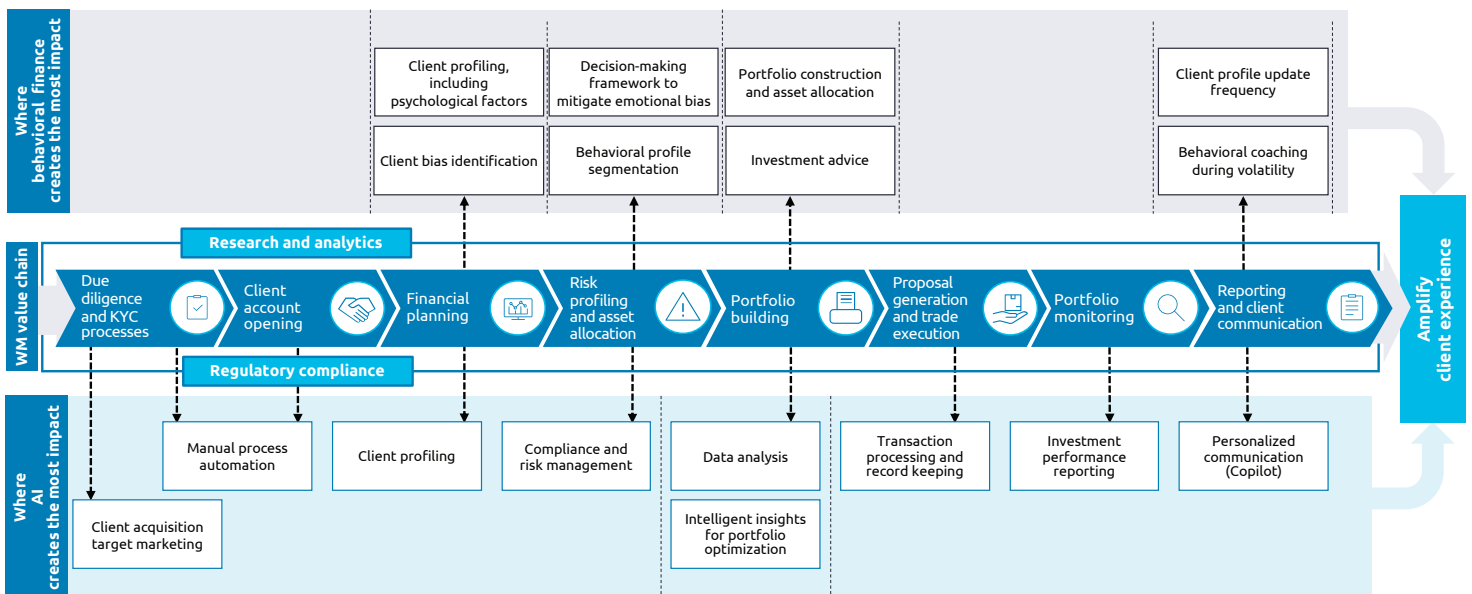 Where
behavioral finance
creates the most impact
Client profiling,
including
psychological factors
Decision-making
framework to
mitigate emotional bias
Portfolio construction
and asset allocation
Client profile update
frequency
Client bias identification
Behavioral profile
segmentation
Investment advice
Behavioral coaching
during volatility
WM value chain
Research and analytics
Due
diligence
and KYC
processes
Client
account
opening
Financial
planning
Risk
profiling
and asset
allocation
Portfolio
building
Proposal
generation
and trade
execution
Portfolio
monitoring
Reporting
and client
communication
Regulatory compliance
Amplify
client experience
Where
AI
creates the most impact
Manual process
automation
Client profiling
Compliance and
risk management
Data analysis
Transaction
processing and
record keeping
Investment
performance
reporting
Personalized
communication
(Copilot)
Client acquisition
target marketing
Intelligent insights
for portfolio
optimization